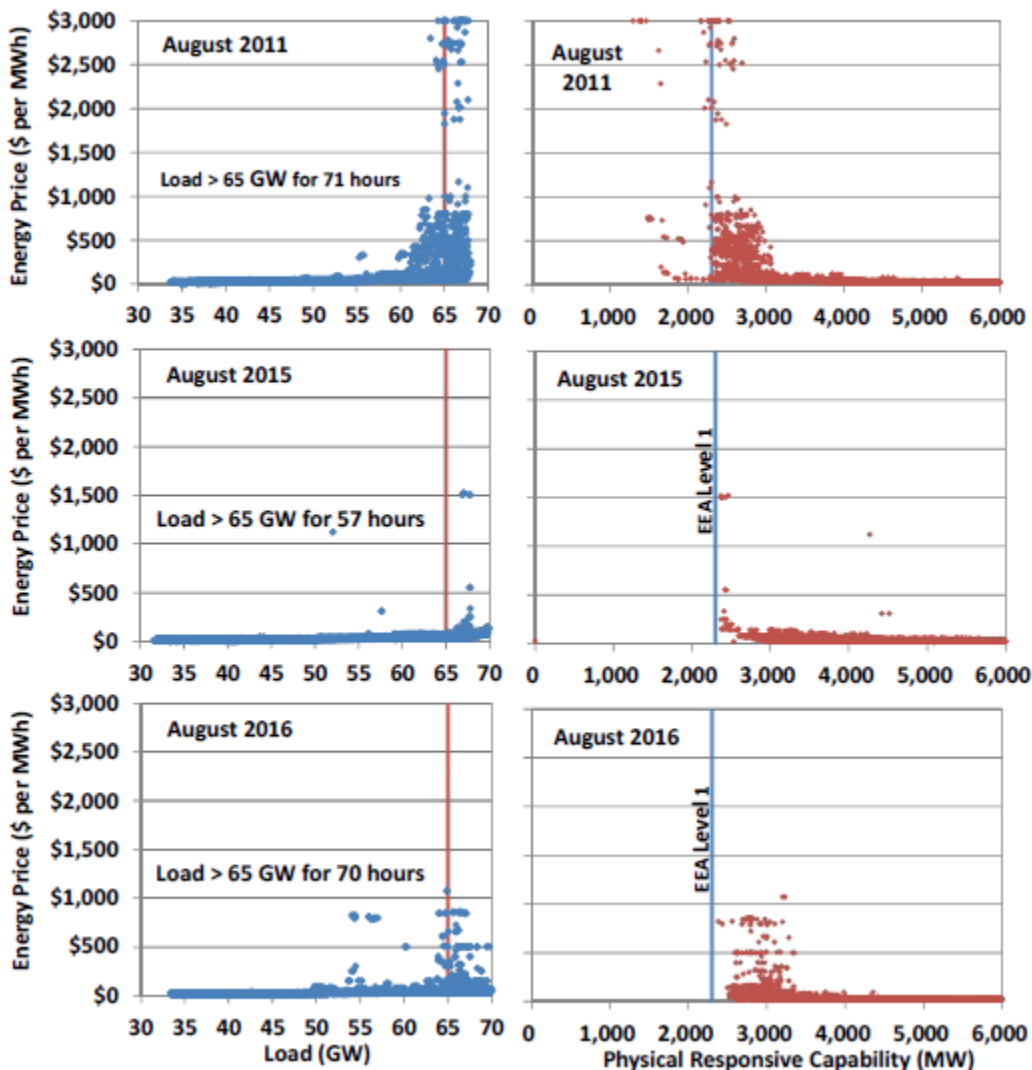 Energy Price ($ per MWh)
$3,000
$2,500
$2,000
$1,500
$1,000
$500
$0
August 2011
Load > 65 GW for 71 hours
30 35 40 45 50 55 60 65 70
August
2011
0 1,000 2,000 3,000 4,000 5,000 6,000
Energy Price ($ per MWh)
$3,000
$2,500
$2,000
$1,500
$1,000
$500
$0
August 2015
Load > 65 GW for 57 hours
30 35 40 45 50 55 60 65 70
August 2015
EEA Level 1
0 1,000 2,000 3,000 4,000 5,000 6,000
Energy Price ($ per MWh)
$3,000
$2,500
$2,000
$1,500
$1,000
$500
$0
August 2016
Load > 65 GW for 70 hours
30 35 40 45 50 55 60 65 70
Load (GW)
August 2016
EEA Level 1
0 1,000 2,000 3,000 4,000 5,000 6,000
Physical Responsive Capability (MW)